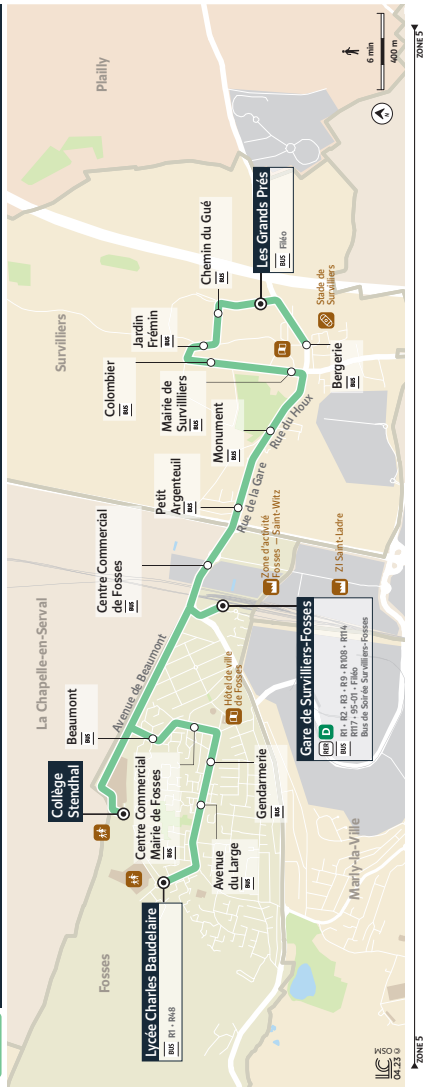 Plailly
6 min
400 m
N
ZONE 5
Survilliers
Chemin du Gué
BUS
Les Grands Prés
BUS Filéo
Stade de
Survilliers
Jardin
Frémin
BUS
Colombier
BUS
Mairie de
Survilliers
BUS
Bergerie
BUS
Monument
BUS
Rue du Houx
Petit
Argenteuil
BUS
Rue de la Gare
Zone d'activité
Fosses – Saint-Witz
ZI Saint-Ladre
Centre Commercial
de Fosses
BUS
La Chapelle-en-Serval
Avenue de Beaumont
Gare de Survilliers-Fosses
RER D
BUS R1 • R2 • R3 • R9 • R108 • R114
R117 • 95-01 • Filéo
Bus de Soirée Survilliers-Fosses
Hôtel de ville
de Fosses
Beaumont
BUS
Collège
Stendhal
Centre Commercial
Mairie de Fosses
BUS
Gendarmerie
BUS
Avenue
du Large
BUS
Marly-la-Ville
Fosses
Lycée Charles Baudelaire
BUS R1 • R48
LC
04.23 © OSM
ZONE 5